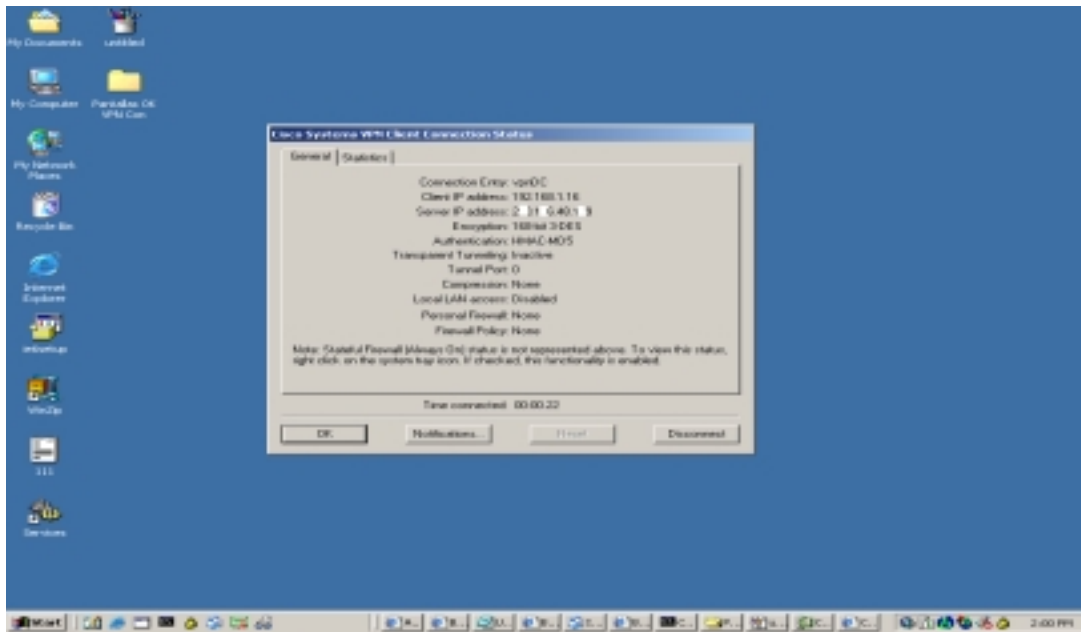 My Documents
untitled
My Computer
Pantallas OK
VPN Con
My Network
Places
Recycle Bin
Internet
Explorer
WinZip
111
Services
Cisco Systems VPN Client Connection Status
General Statistics
Connection Entry: vpnDC
Client IP address: 192.168.1.16
Server IP address:
Encryption: 168-bit 3-DES
Authentication: HMAC-MD5
Transparent Tunneling: Inactive
Tunnel Port: 0
Compression: None
Local LAN access: Disabled
Personal Firewall: None
Firewall Policy: None
Note: Stateful Firewall (Always On) status is not represented above. To view this status,
right click on the system tray icon. If checked, this functionality is enabled.
Time connected: 00:00.22
OK
Notifications...
Reset
Disconnect
Start
2:00 PM